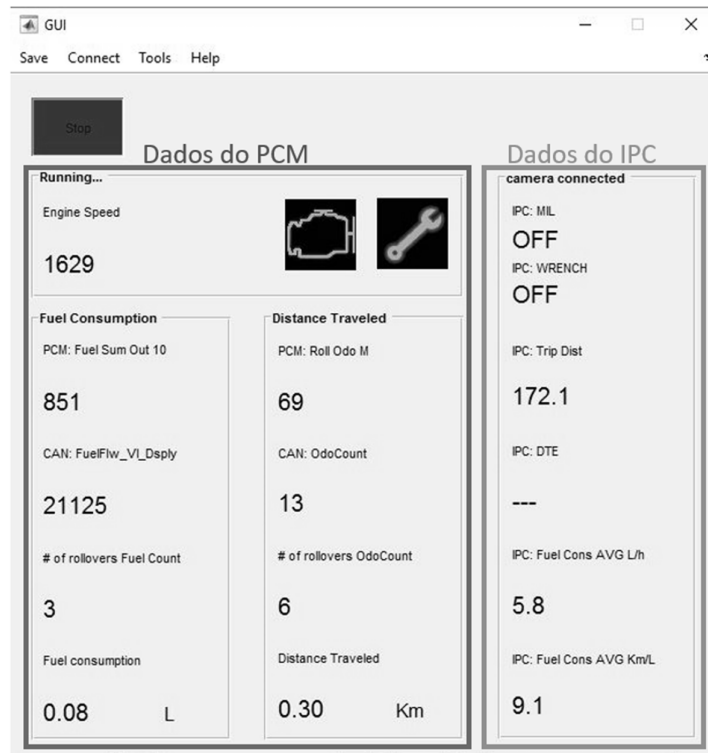 GUI
Save Connect Tools Help
Stop
Dados do PCM
Running...
Engine Speed
1629
Fuel Consumption
PCM: Fuel Sum Out 10
851
CAN: FuelFlw_VI_Dsply
21125
# of rollovers Fuel Count
3
Fuel consumption
0.08 L
Distance Traveled
PCM: Roll Odo M
69
CAN: OdoCount
13
# of rollovers OdoCount
6
Distance Traveled
0.30 Km
Dados do IPC
camera connected
IPC: MIL
OFF
IPC: WRENCH
OFF
IPC: Trip Dist
172.1
IPC: DTE
---
IPC: Fuel Cons AVG L/h
5.8
IPC: Fuel Cons AVG Km/L
9.1